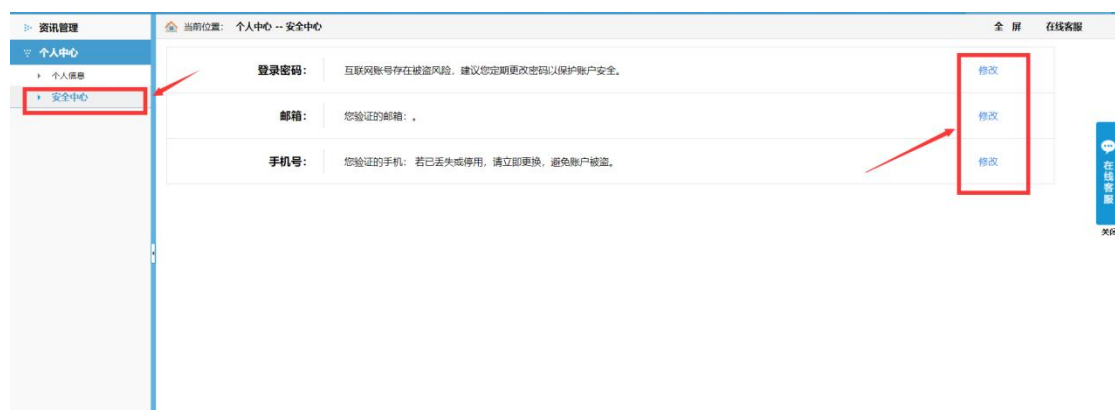 资讯管理
当前位置： 个人中心 -- 安全中心
全 屏
在线客服
个人中心
个人信息
安全中心
登录密码：
互联网账号存在被盗风险，建议您定期更改密码以保护账户安全。
修改
邮箱：
您验证的邮箱：，
修改
手机号：
您验证的手机： 若已丢失或停用，请立即更换，避免账户被盗。
修改
在线客服
关闭